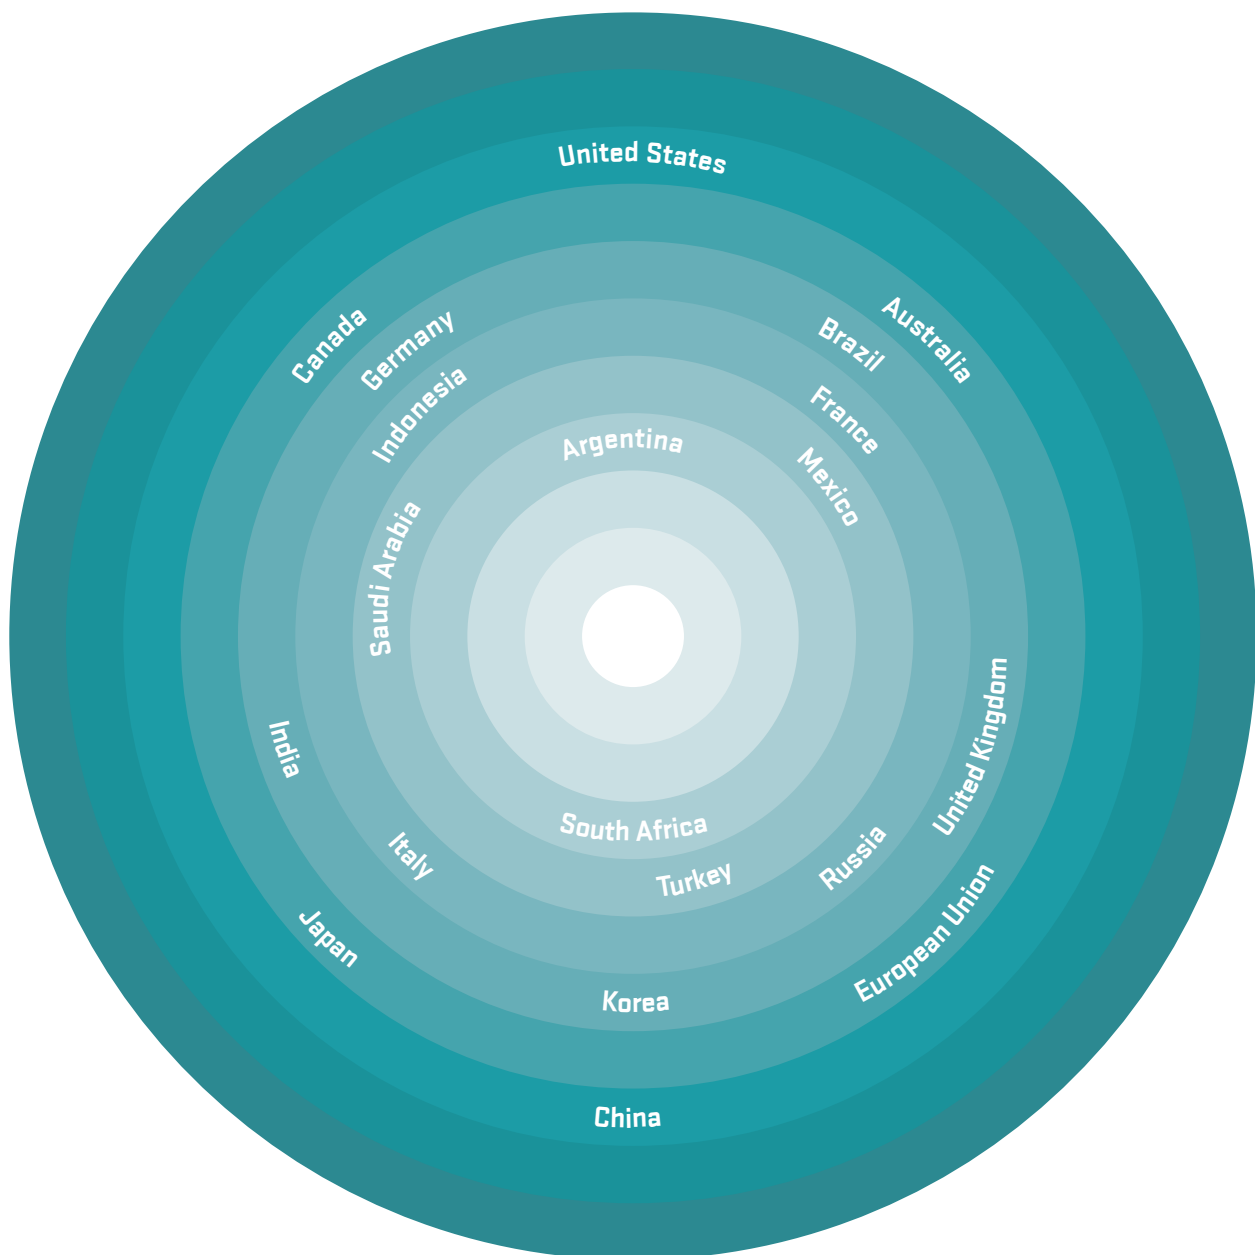 United States
Canada
Germany
Australia
Brazil
Indonesia
France
Argentina
Mexico
Saudi Arabia
India
United Kingdom
South Africa
Italy
Turkey
Russia
Japan
European Union
Korea
China